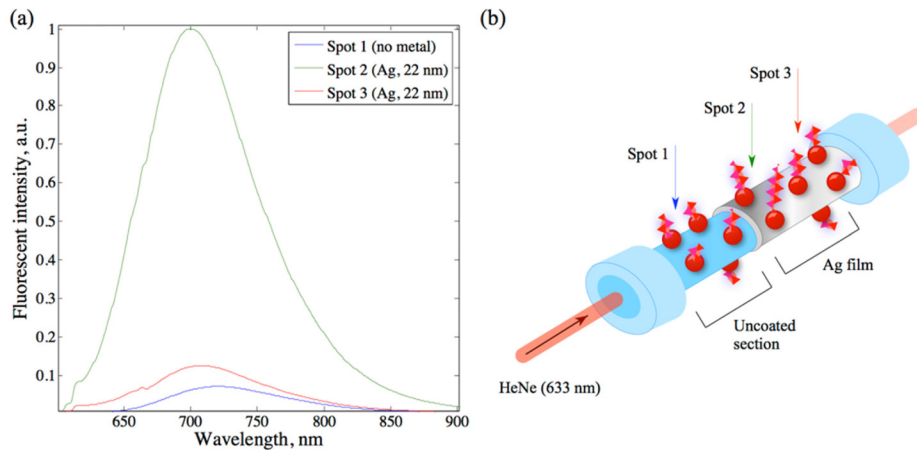 (a)
Fluorescent intensity, a.u.
1
0.9
0.8
0.7
0.6
0.5
0.4
0.3
0.2
0.1
650
700
750
800
850
900
Wavelength, nm
Spot 1 (no metal)
Spot 2 (Ag, 22 nm)
Spot 3 (Ag, 22 nm)
(b)
Spot 3
Spot 2
Spot 1
Ag film
Uncoated
section
HeNe (633 nm)